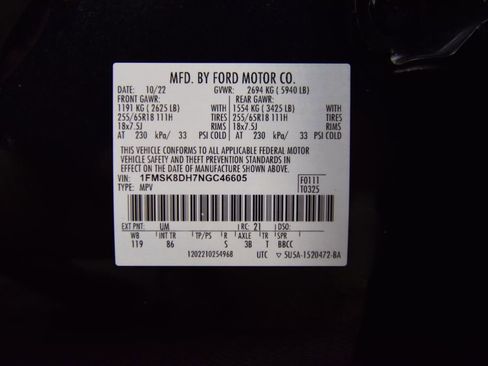 MFD. BY FORD MOTOR CO.
DATE: 10/22 GVWR: 2694 KG ( 5940 LB)
FRONT GAWR: REAR GAWR:
1191 KG ( 2625 LB) WITH 1554 KG ( 3425 LB) WITH
255/65R18 111H TIRES 255/65R18 111H TIRES
18x7.5J RIMS 18x7.5J RIMS
AT 230 kPa/ 33 PSI COLD AT 230 kPa/ 33 PSI COLD
THIS VEHICLE CONFORMS TO ALL APPLICABLE FEDERAL MOTOR
VEHICLE SAFETY AND THEFT PREVENTION STANDARDS IN
EFFECT ON THE DATE OF MANUFACTURE SHOWN ABOVE.
VIN: 1FMSK8DH7NGC46605 F0111
TYPE: MPV T0325
EXT PNT: UM RC: 21 DSO:
WB INT TR TP/PS R AXLE TR SPR
119 86 S 3B T BBCC
1202210254968 UTC ▽ 5U5A-1520472-BA